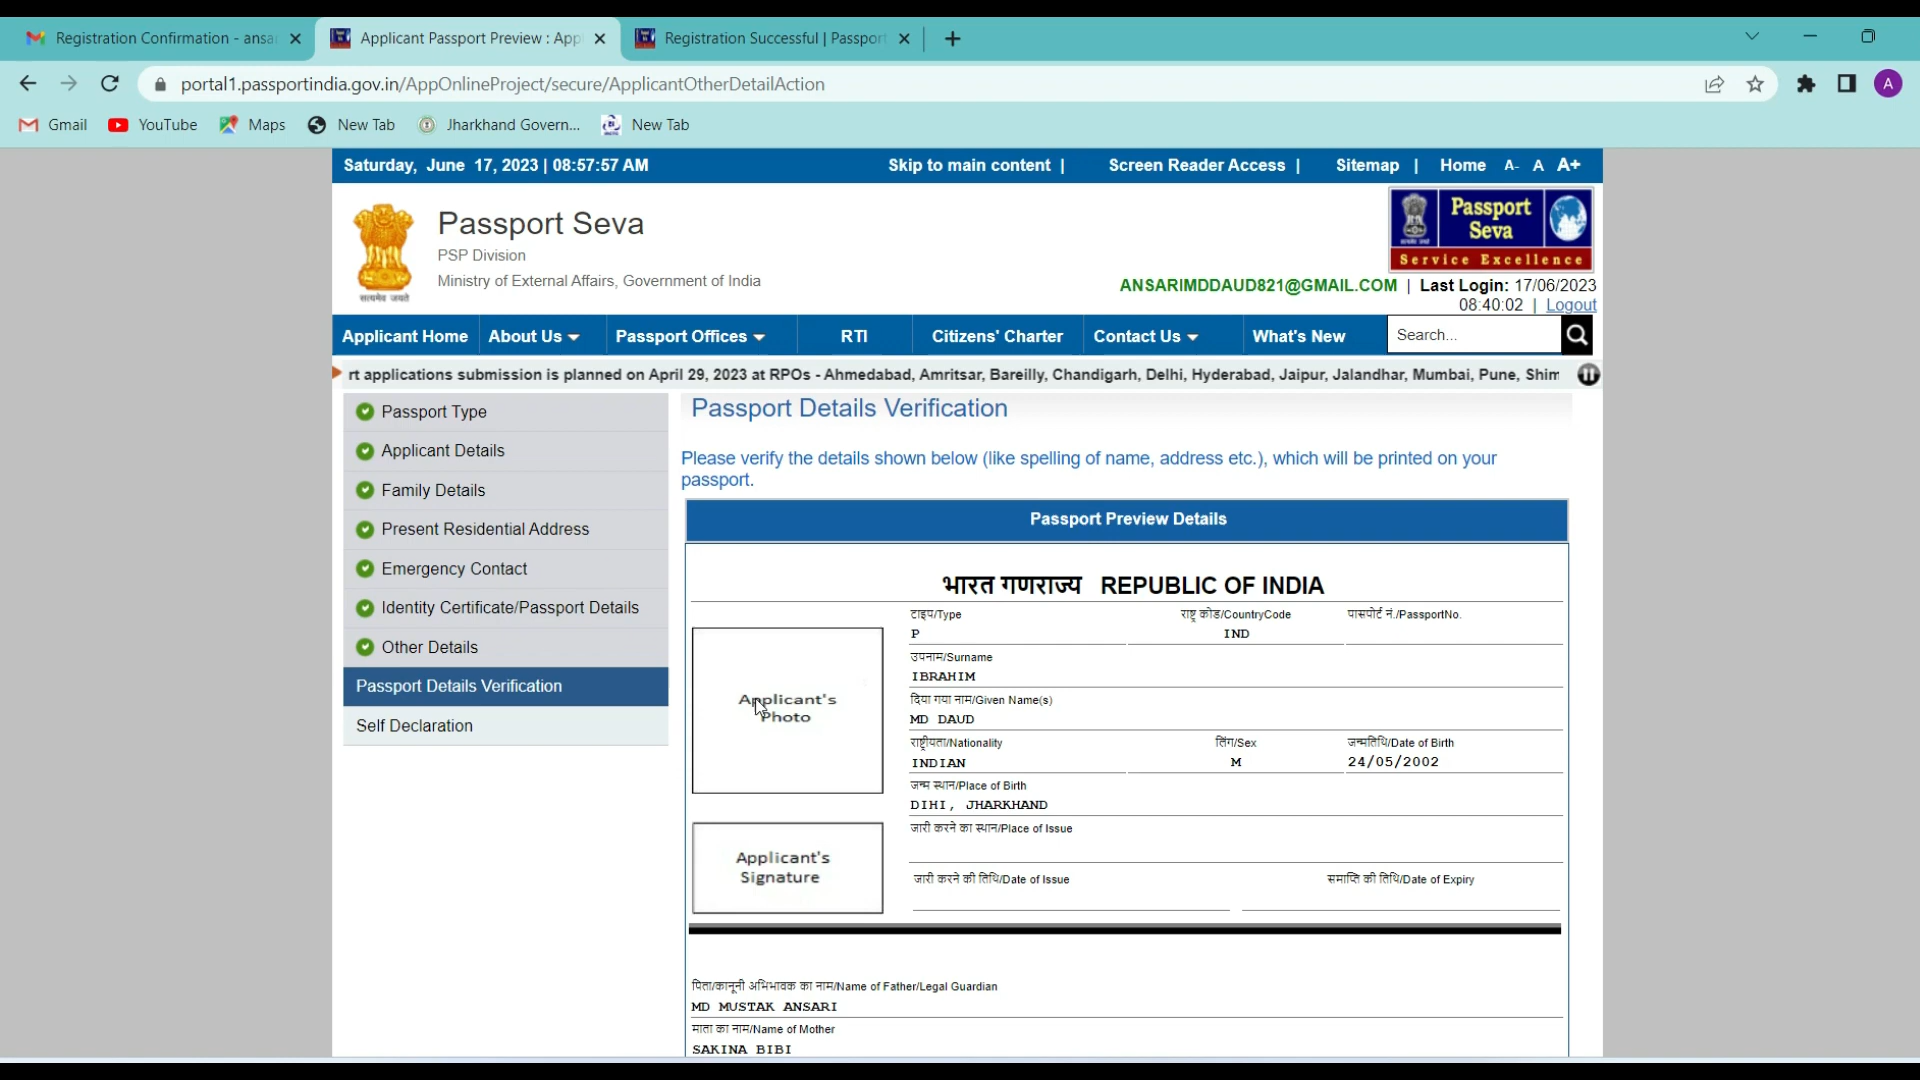 Registration Confirmation - ansa
Applicant Passport Preview : App
Registration Successful | Passport
portal1.passportindia.gov.in/AppOnlineProject/secure/ApplicantOtherDetailAction
A
Gmail YouTube Maps New Tab Jharkhand Govern... New Tab
Saturday, June 17, 2023 | 08:57:57 AM
Skip to main content | Screen Reader Access | Sitemap | Home A- A A+
Passport Seva
PSP Division
Ministry of External Affairs, Government of India
सत्यमेव जयते
Passport
Seva
Service Excellence
ANSARIMDDAUD821@GMAIL.COM | Last Login: 17/06/2023
08:40:02 | Logout
Applicant Home About Us Passport Offices RTI Citizens' Charter Contact Us What's New Search...
rt applications submission is planned on April 29, 2023 at RPOs - Ahmedabad, Amritsar, Bareilly, Chandigarh, Delhi, Hyderabad, Jaipur, Jalandhar, Mumbai, Pune, Shim
Passport Type
Applicant Details
Family Details
Present Residential Address
Emergency Contact
Identity Certificate/Passport Details
Other Details
Passport Details Verification
Self Declaration
Passport Details Verification
Please verify the details shown below (like spelling of name, address etc.), which will be printed on your
passport.
Passport Preview Details
भारत गणराज्य REPUBLIC OF INDIA
टाइप/Type राष्ट्र कोड/CountryCode पासपोर्ट नं./PassportNo.
P IND
उपनाम/Surname
IBRAHIM
दिया गया नाम/Given Name(s)
MD DAUD
राष्ट्रीयता/Nationality लिंग/Sex जन्मतिथि/Date of Birth
INDIAN M 24/05/2002
जन्म स्थान/Place of Birth
DIHI, JHARKHAND
जारी करने का स्थान/Place of Issue
जारी करने की तिथि/Date of Issue समाप्ति की तिथि/Date of Expiry
Applicant's
Photo
Applicant's
Signature
पिता/कानूनी अभिभावक का नाम/Name of Father/Legal Guardian
MD MUSTAK ANSARI
माता का नाम/Name of Mother
SAKINA BIBI